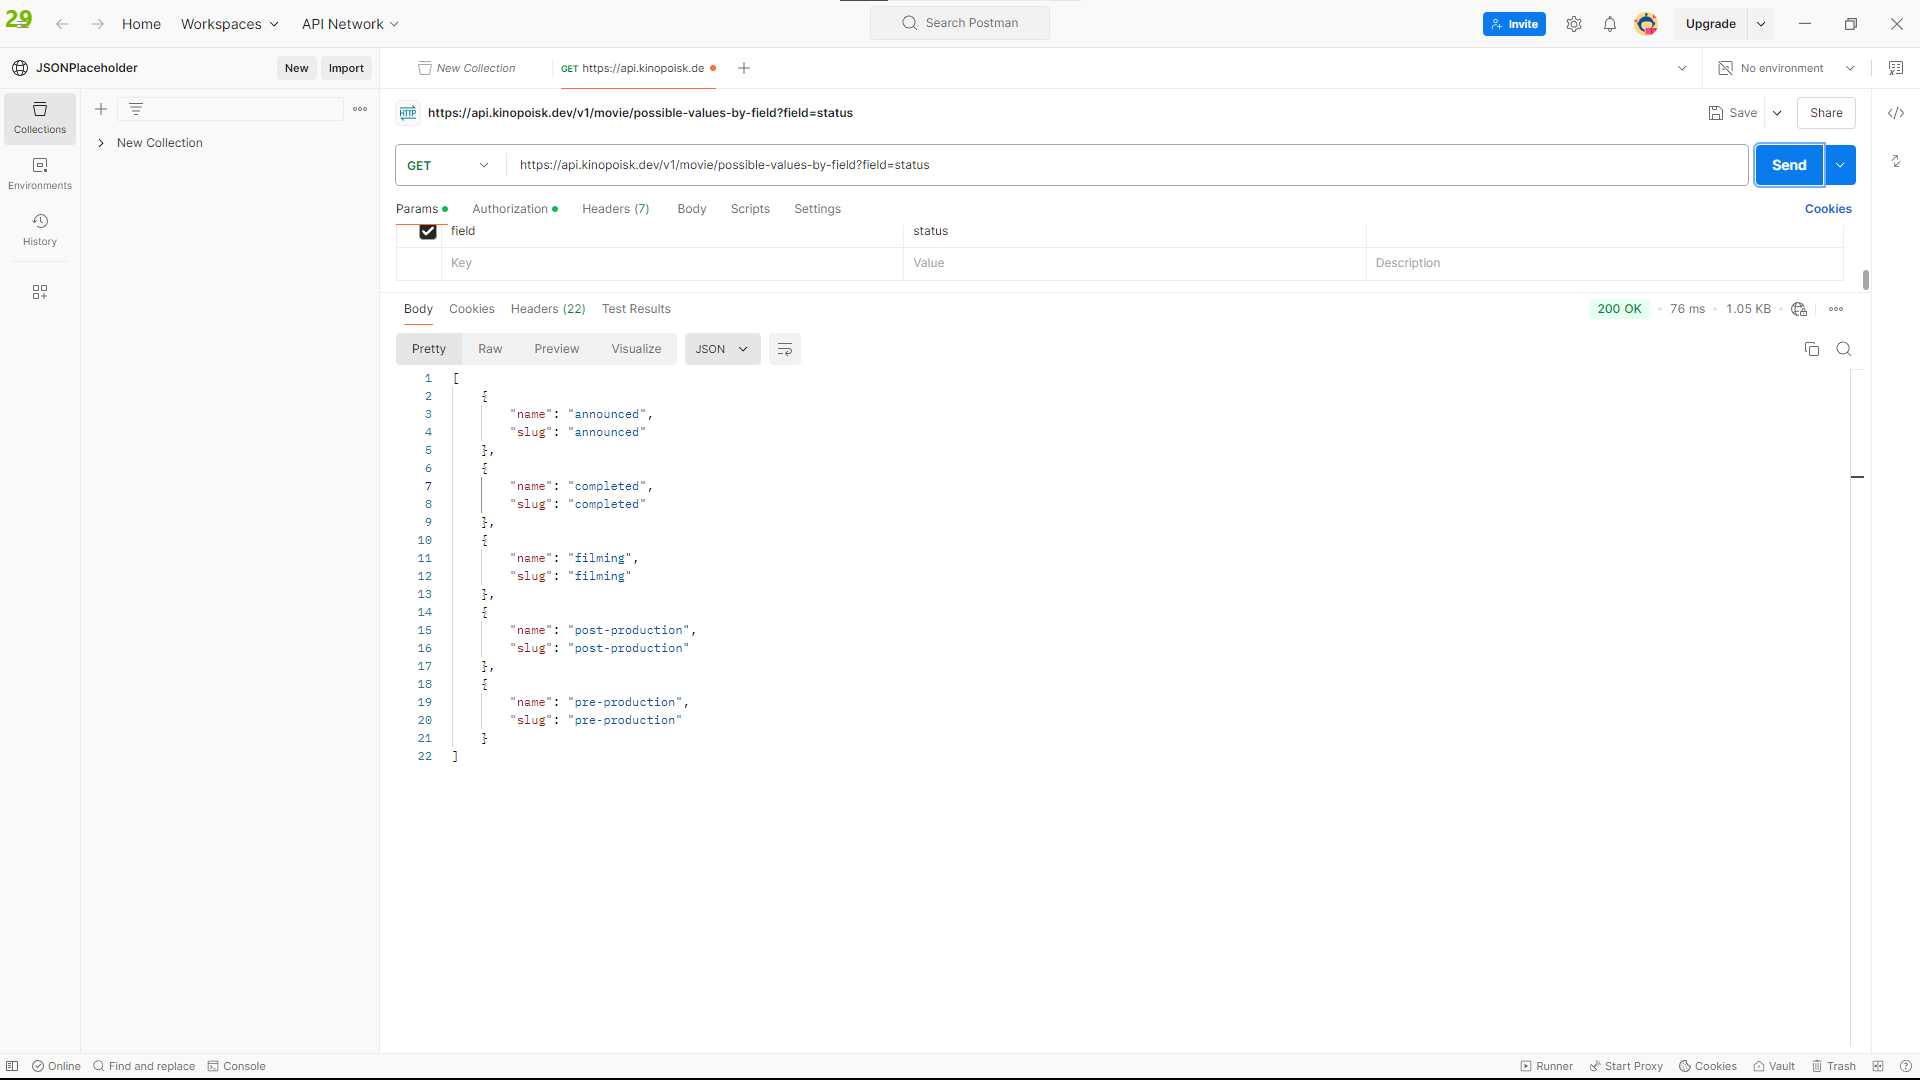 29
Home Workspaces API Network Search Postman Invite Upgrade
JSONPlaceholder New Import New Collection GET https://api.kinopoisk.de No environment
Collections
Environments
History
New Collection
HTTP https://api.kinopoisk.dev/v1/movie/possible-values-by-field?field=status Save Share
GET https://api.kinopoisk.dev/v1/movie/possible-values-by-field?field=status Send
Params Authorization Headers (7) Body Scripts Settings Cookies
field status
Key Value Description
Body Cookies Headers (22) Test Results 200 OK 76 ms 1.05 KB
Pretty Raw Preview Visualize JSON
1 [
2 {
3 "name": "announced",
4 "slug": "announced"
5 },
6 {
7 "name": "completed",
8 "slug": "completed"
9 },
10 {
11 "name": "filming",
12 "slug": "filming"
13 },
14 {
15 "name": "post-production",
16 "slug": "post-production"
17 },
18 {
19 "name": "pre-production",
20 "slug": "pre-production"
21 }
22 ]
Online Find and replace Console Runner Start Proxy Cookies Vault Trash